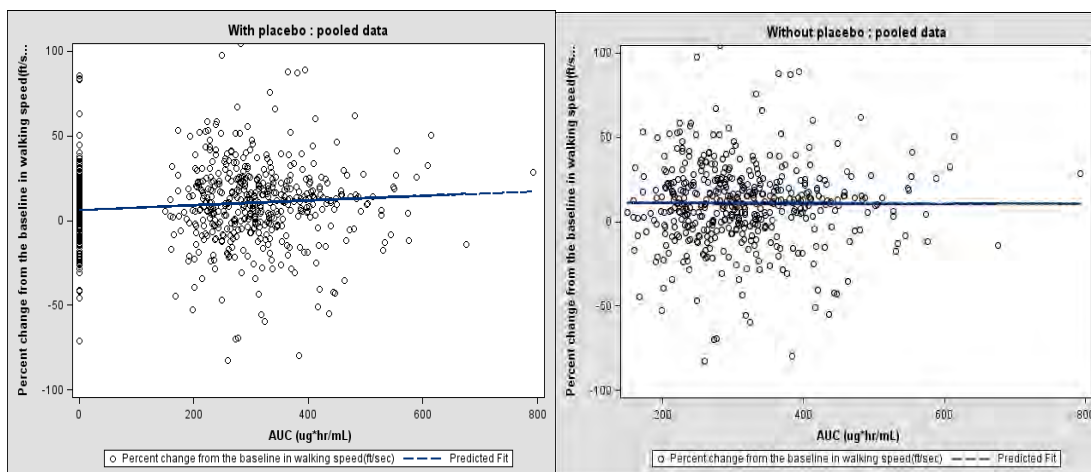 With placebo : pooled data
Percent change from the baseline in walking speed(ft/s...
100
50
0
-50
-100
0 200 400 600 800
AUC (ug*hr/mL)
Percent change from the baseline in walking speed(ft/sec) Predicted Fit
Without placebo : pooled data
Percent change from the baseline in walking speed(ft/s...
100
50
0
-50
-100
200 400 600 800
AUC (ug*hr/mL)
Percent change from the baseline in walking speed(ft/sec) Predicted Fit